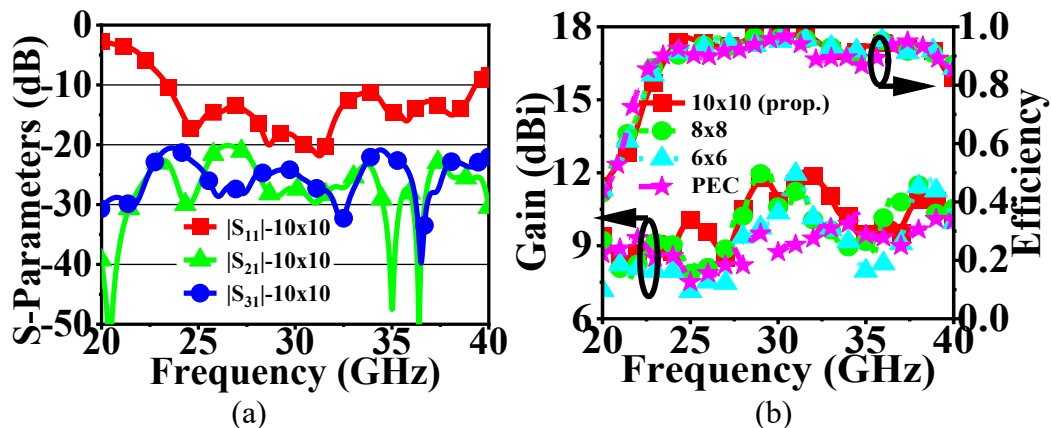 S-Parameters (dB)
0
-10
-20
-30
-40
-50
|S11|-10x10
|S21|-10x10
|S31|-10x10
20
25
30
35
40
Frequency (GHz)
(a)
Gain (dBi)
18
15
12
9
6
10x10 (prop.)
8x8
6x6
PEC
1.0
0.8
0.6
0.4
0.2
0.0
Efficiency
20
25
30
35
40
Frequency (GHz)
(b)